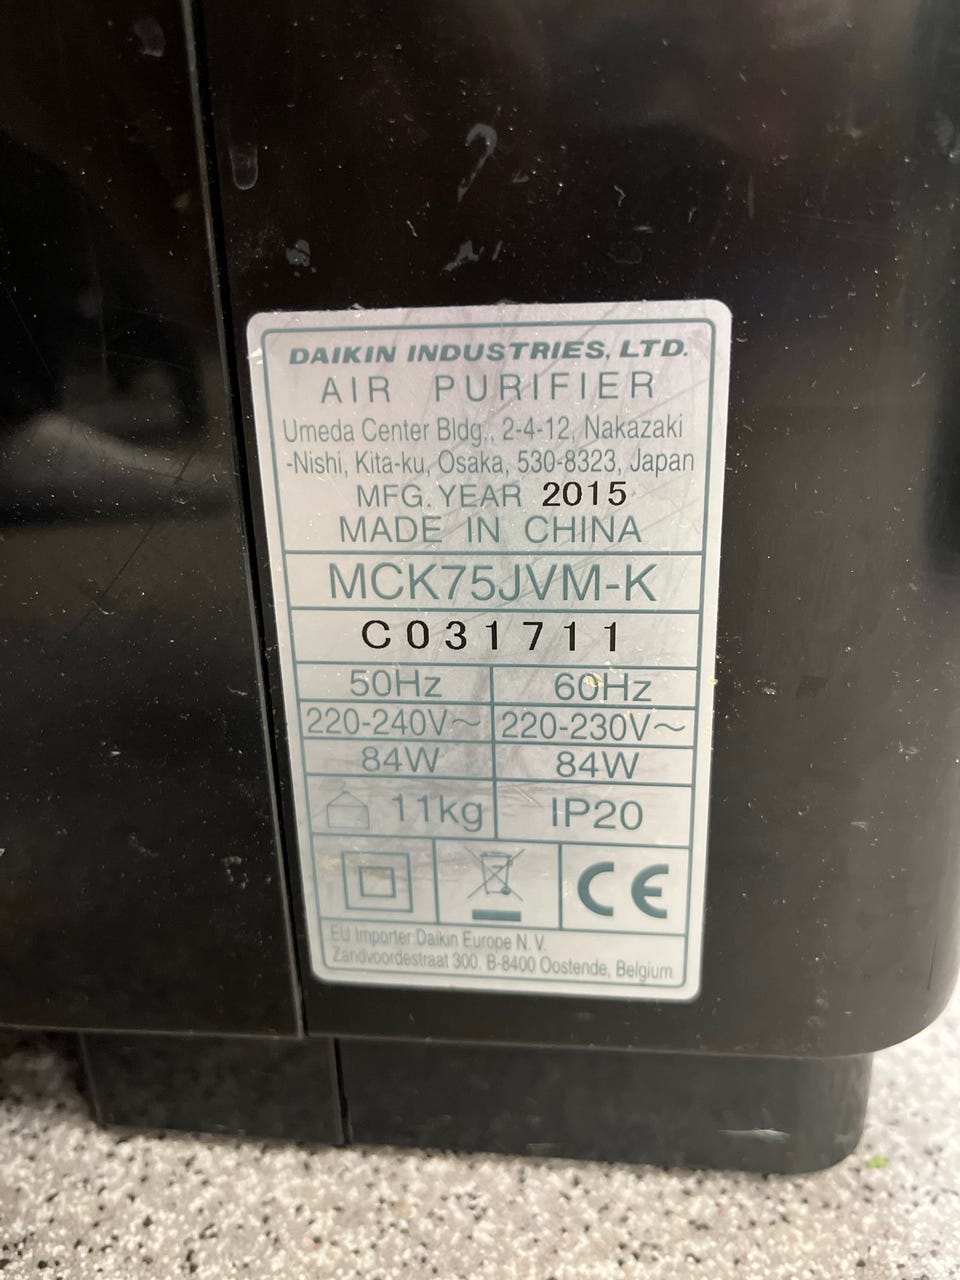 DAIKIN INDUSTRIES, LTD.
AIR PURIFIER
Umeda Center Bldg., 2-4-12, Nakazaki
-Nishi, Kita-ku, Osaka, 530-8323, Japan
MFG. YEAR 2015
MADE IN CHINA
MCK75JVM-K
C031711
50Hz 60Hz
220-240V~ 220-230V~
84W 84W
11kg IP20
CE
EU Importer:Daikin Europe N. V.
Zandvoordestraat 300. B-8400 Oostende, Belgium